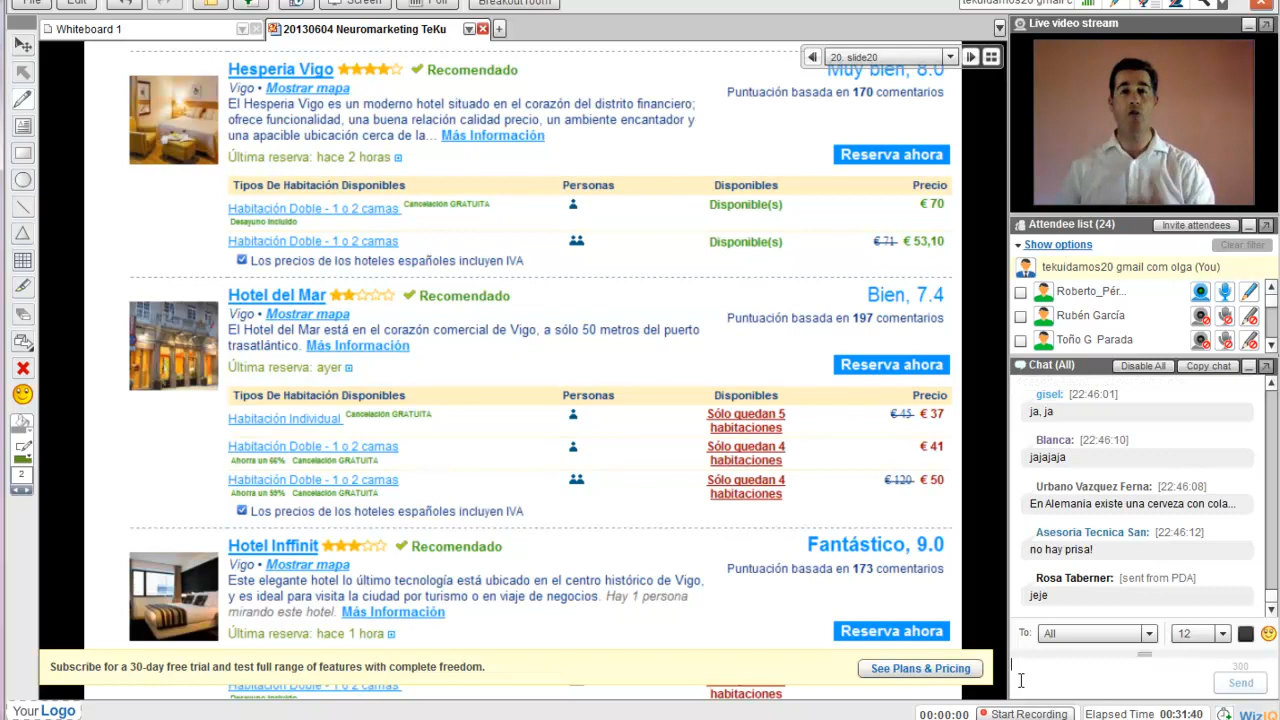 File
Edit
Screen
Poll
Breakout room
tekuidamos20 gmail c
Whiteboard 1
20130604 Neuromarketing TeKu
Live video stream
20. slide20
Hesperia Vigo
Recomendado
Muy bien, 8.0
Vigo • Mostrar mapa
Puntuación basada en 170 comentarios
El Hesperia Vigo es un moderno hotel situado en el corazón del distrito financiero;
ofrece funcionalidad, una buena relación calidad precio, un ambiente encantador y
una apacible ubicación cerca de la... Más Información
Última reserva: hace 2 horas
Reserva ahora
Tipos De Habitación Disponibles Personas Disponibles Precio
Habitación Doble - 1 o 2 camas Cancelación GRATUITA Disponible(s) € 70
Desayuno Incluido
Habitación Doble - 1 o 2 camas Disponible(s) € 71 € 53,10
Los precios de los hoteles españoles incluyen IVA
Hotel del Mar
Recomendado
Bien, 7.4
Vigo • Mostrar mapa
Puntuación basada en 197 comentarios
El Hotel del Mar está en el corazón comercial de Vigo, a sólo 50 metros del puerto
trasatlántico. Más Información
Última reserva: ayer
Reserva ahora
Tipos De Habitación Disponibles Personas Disponibles Precio
Habitación Individual Cancelación GRATUITA Sólo quedan 5 € 45 € 37
habitaciones
Habitación Doble - 1 o 2 camas Sólo quedan 4 € 41
Ahorra un 66% Cancelación GRATUITA habitaciones
Habitación Doble - 1 o 2 camas Sólo quedan 4 € 120 € 50
Ahorra un 59% Cancelación GRATUITA habitaciones
Los precios de los hoteles españoles incluyen IVA
Hotel Inffinit
Recomendado
Fantástico, 9.0
Vigo • Mostrar mapa
Puntuación basada en 173 comentarios
Este elegante hotel lo último tecnología está ubicado en el centro histórico de Vigo,
y es ideal para visita la ciudad por turismo o en viaje de negocios. Hay 1 persona
mirando este hotel. Más Información
Última reserva: hace 1 hora
Reserva ahora
Subscribe for a 30-day free trial and test full range of features with complete freedom.
See Plans & Pricing
Habitación Doble - 1 o 2 camas habitaciones
Desayuno Incluido
2
Attendee list (24)
Invite attendees
Show options
Clear filter
tekuidamos20 gmail com olga (You)
Roberto_Pér...
Rubén García
Toño G Parada
Chat (All)
Disable All
Copy chat
gisel: [22:46:01]
ja, ja
Blanca: [22:46:10]
jajajaja
Urbano Vazquez Ferna: [22:46:08]
En Alemania existe una cerveza con cola...
Asesoria Tecnica San: [22:46:12]
no hay prisa!
Rosa Taberner: [sent from PDA]
jeje
To: All 12
300
Send
Your Logo
00:00:00
Start Recording
Elapsed Time 00:31:40
WizIQ